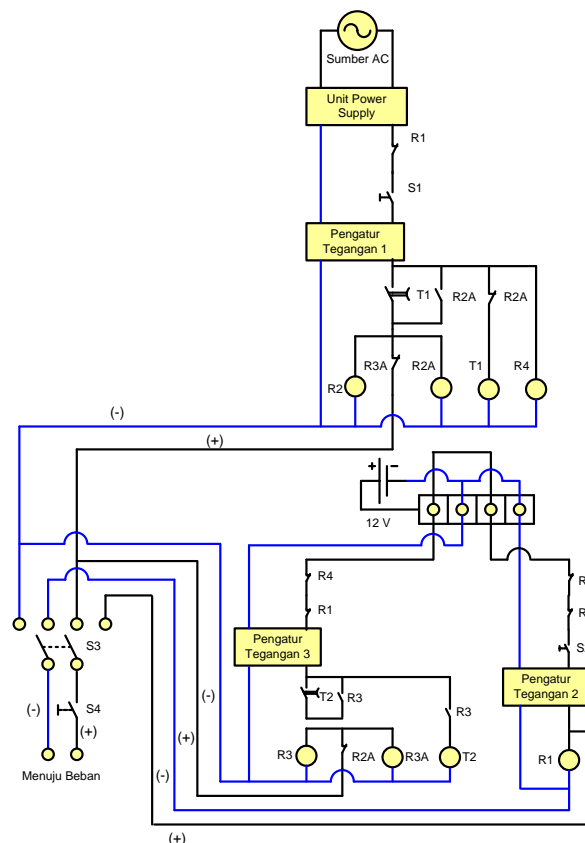 Sumber AC
Unit Power
Supply
R1
S1
Pengatur
Tegangan 1
T1
R2A
R2A
R3A
R2A
T1
R4
R2
(-)
(+)
+
-
12 V
R4
R1
Pengatur
Tegangan 3
S3
Pengatur
Tegangan 2
T2
R3
R3
(-)
S4
(-)
(+)
(+)
R3
R2A
R3A
T2
R1
Menuju Beban
(-)
(+)